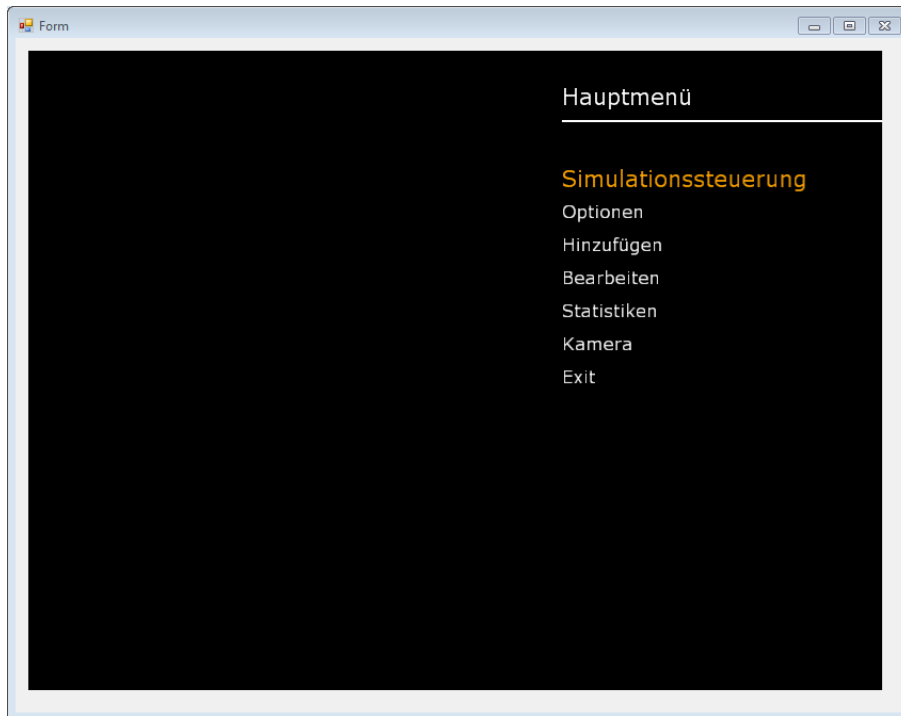 Form
Hauptmenü
Simulationssteuerung
Optionen
Hinzufügen
Bearbeiten
Statistiken
Kamera
Exit